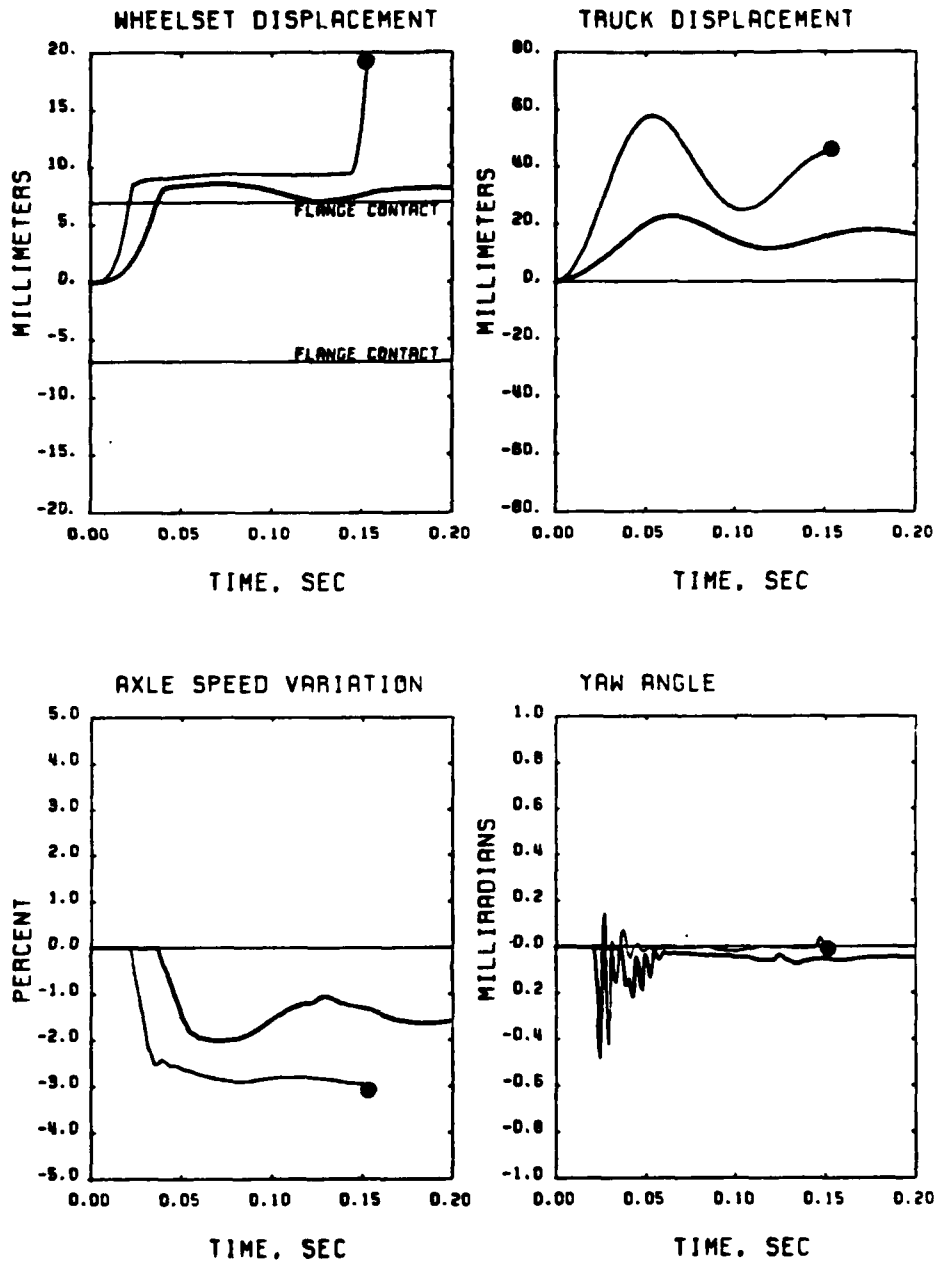 WHEELSET DISPLACEMENT
20.
15.
10.
5.
0.
-5.
-10.
-15.
-20.
MILLIMETERS
FLANGE CONTACT
FLANGE CONTACT
0.00 0.05 0.10 0.15 0.20
TIME, SEC
TRUCK DISPLACEMENT
80.
60.
40.
20.
0.
-20.
-40.
-60.
-80.
MILLIMETERS
0.00 0.05 0.10 0.15 0.20
TIME, SEC
AXLE SPEED VARIATION
5.0
4.0
3.0
2.0
1.0
0.0
-1.0
-2.0
-3.0
-4.0
-5.0
PERCENT
0.00 0.05 0.10 0.15 0.20
TIME, SEC
YAW ANGLE
1.0
0.8
0.6
0.4
0.2
-0.0
0.2
-0.4
-0.6
-0.8
-1.0
MILLIRADIANS
0.00 0.05 0.10 0.15 0.20
TIME, SEC